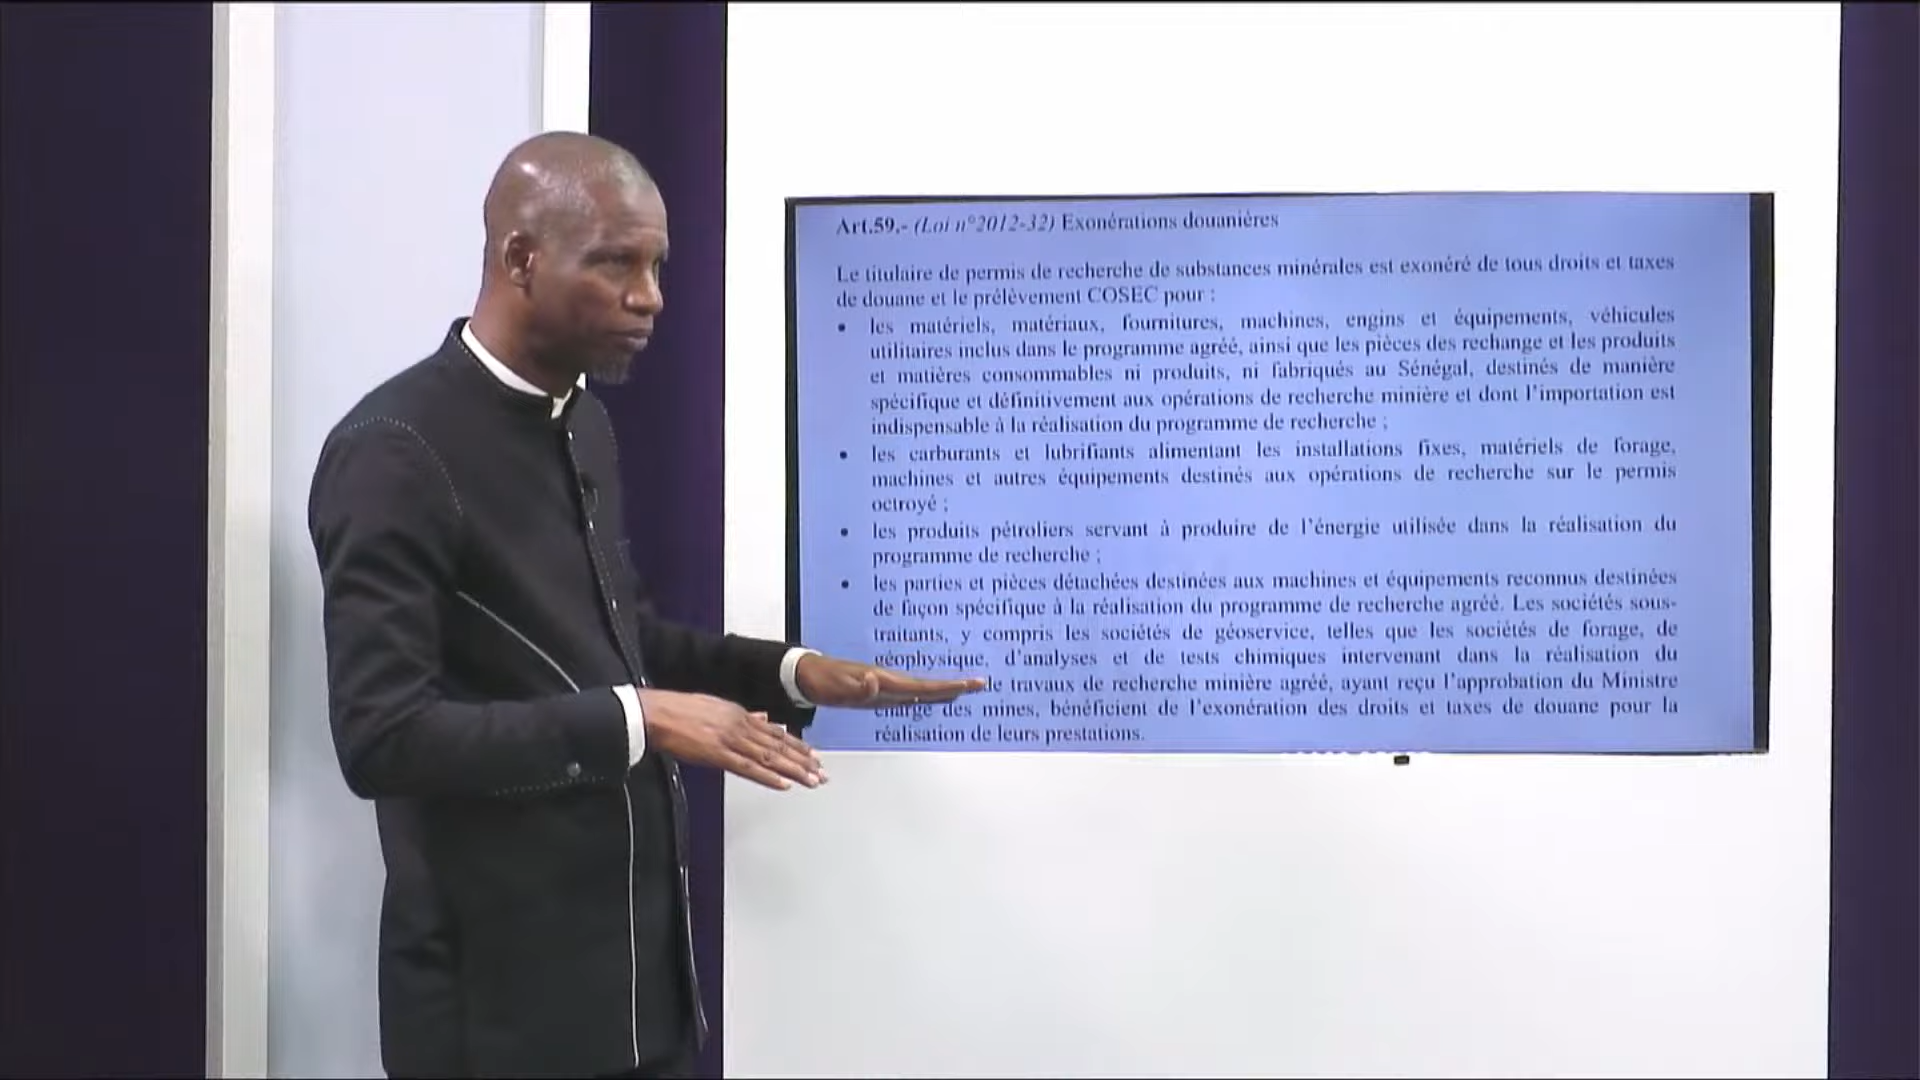 Art.59.- (Loi n°2012-32) Exonérations douanières
Le titulaire de permis de recherche de substances minérales est exonéré de tous droits et taxes
de douane et le prélèvement COSEC pour :
• les matériels, matériaux, fournitures, machines, engins et équipements, véhicules
utilitaires inclus dans le programme agréé, ainsi que les pièces des rechange et les produits
et matières consommables ni produits, ni fabriqués au Sénégal, destinés de manière
spécifique et définitivement aux opérations de recherche minière et dont l'importation est
indispensable à la réalisation du programme de recherche ;
• les carburants et lubrifiants alimentant les installations fixes, matériels de forage,
machines et autres équipements destinés aux opérations de recherche sur le permis
octroyé ;
• les produits pétroliers servant à produire de l'énergie utilisée dans la réalisation du
programme de recherche ;
• les parties et pièces détachées destinées aux machines et équipements reconnus destinées
de façon spécifique à la réalisation du programme de recherche agréé. Les sociétés sous-
traitants, y compris les sociétés de géoservice, telles que les sociétés de forage, de
géophysique, d'analyses et de tests chimiques intervenant dans la réalisation du
de travaux de recherche minière agréé, ayant reçu l'approbation du Ministre
chargé des mines, bénéficient de l'exonération des droits et taxes de douane pour la
réalisation de leurs prestations.